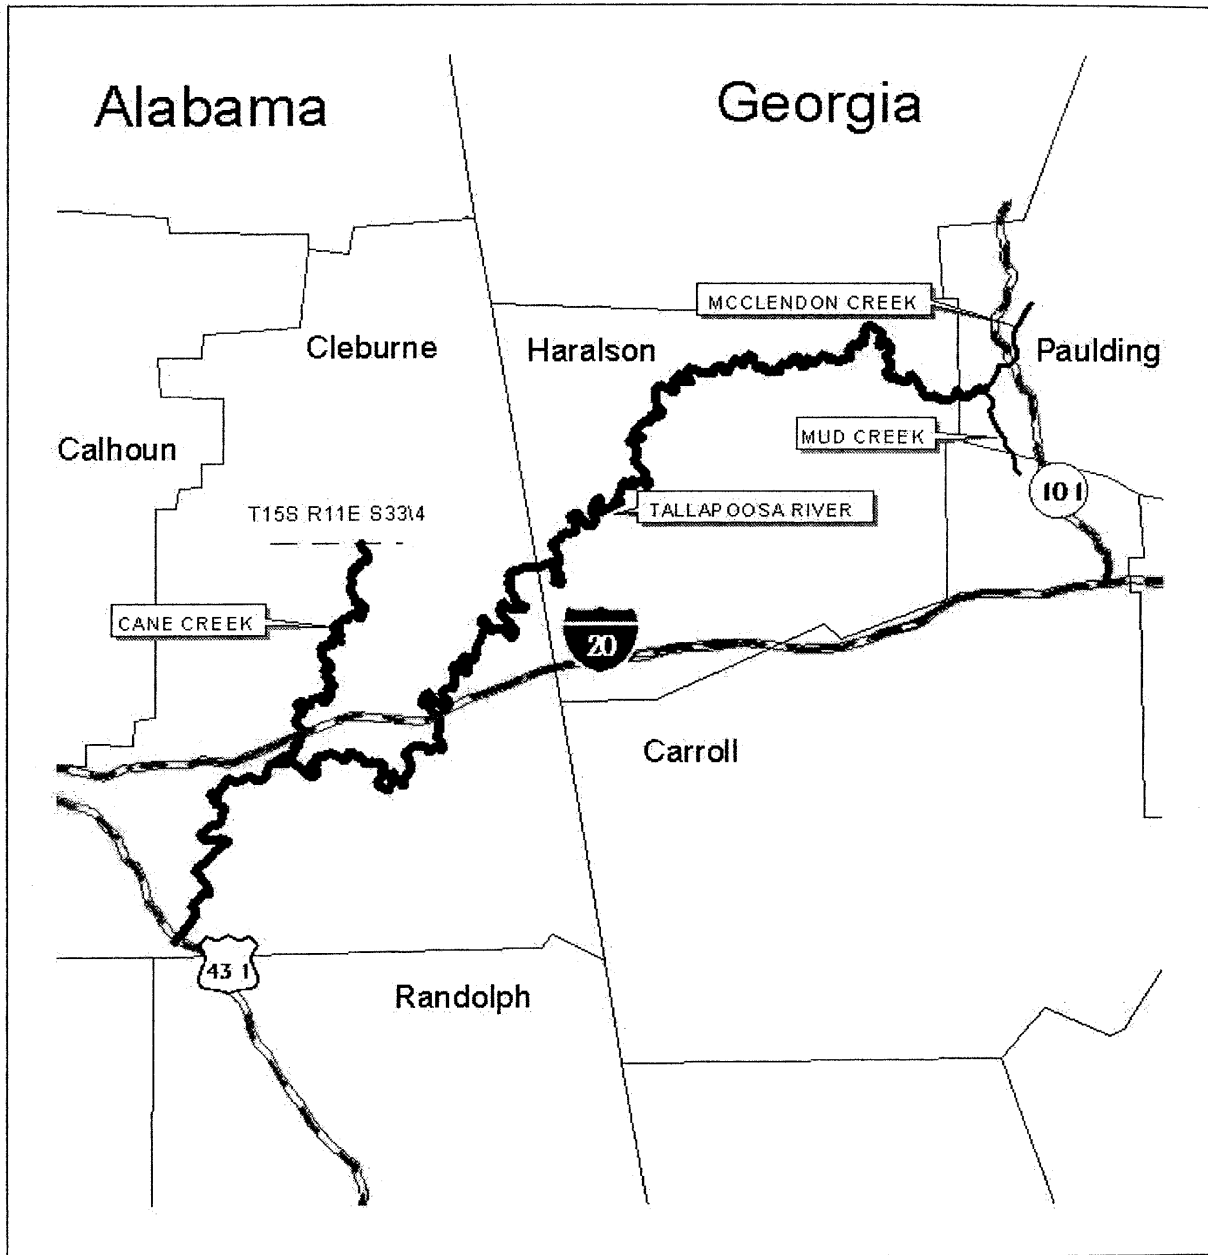 Alabama
Georgia
MCCLENDON CREEK
Cleburne
Haralson
Paulding
Calhoun
MUD CREEK
101
T15S R11E S33\4
TALLAPOOSA RIVER
CANE CREEK
20
Carroll
431
Randolph